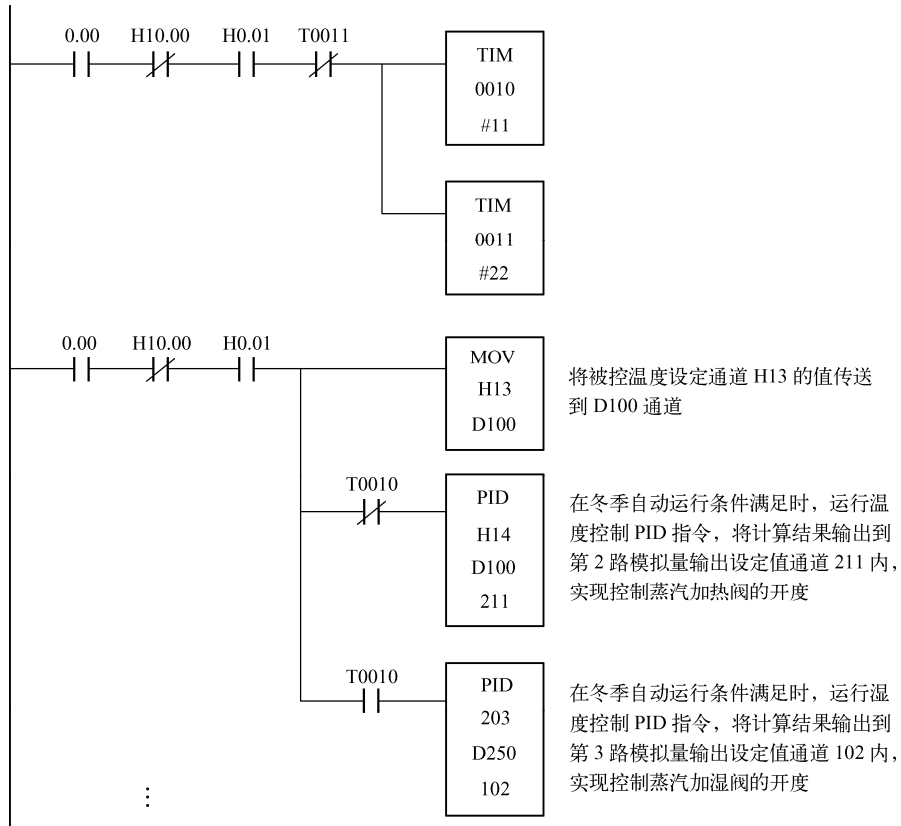 0.00 H10.00 H0.01 T0011
TIM
0010
#11
TIM
0011
#22
0.00 H10.00 H0.01
MOV
H13
D100
将被控温度设定通道 H13 的值传送
到 D100 通道
T0010
PID
H14
D100
211
在冬季自动运行条件满足时，运行温
度控制 PID 指令，将计算结果输出到
第 2 路模拟量输出设定值通道 211 内，
实现控制蒸汽加热阀的开度
T0010
PID
203
D250
102
在冬季自动运行条件满足时，运行湿
度控制 PID 指令，将计算结果输出到
第 3 路模拟量输出设定值通道 102 内，
实现控制蒸汽加湿阀的开度
⋮